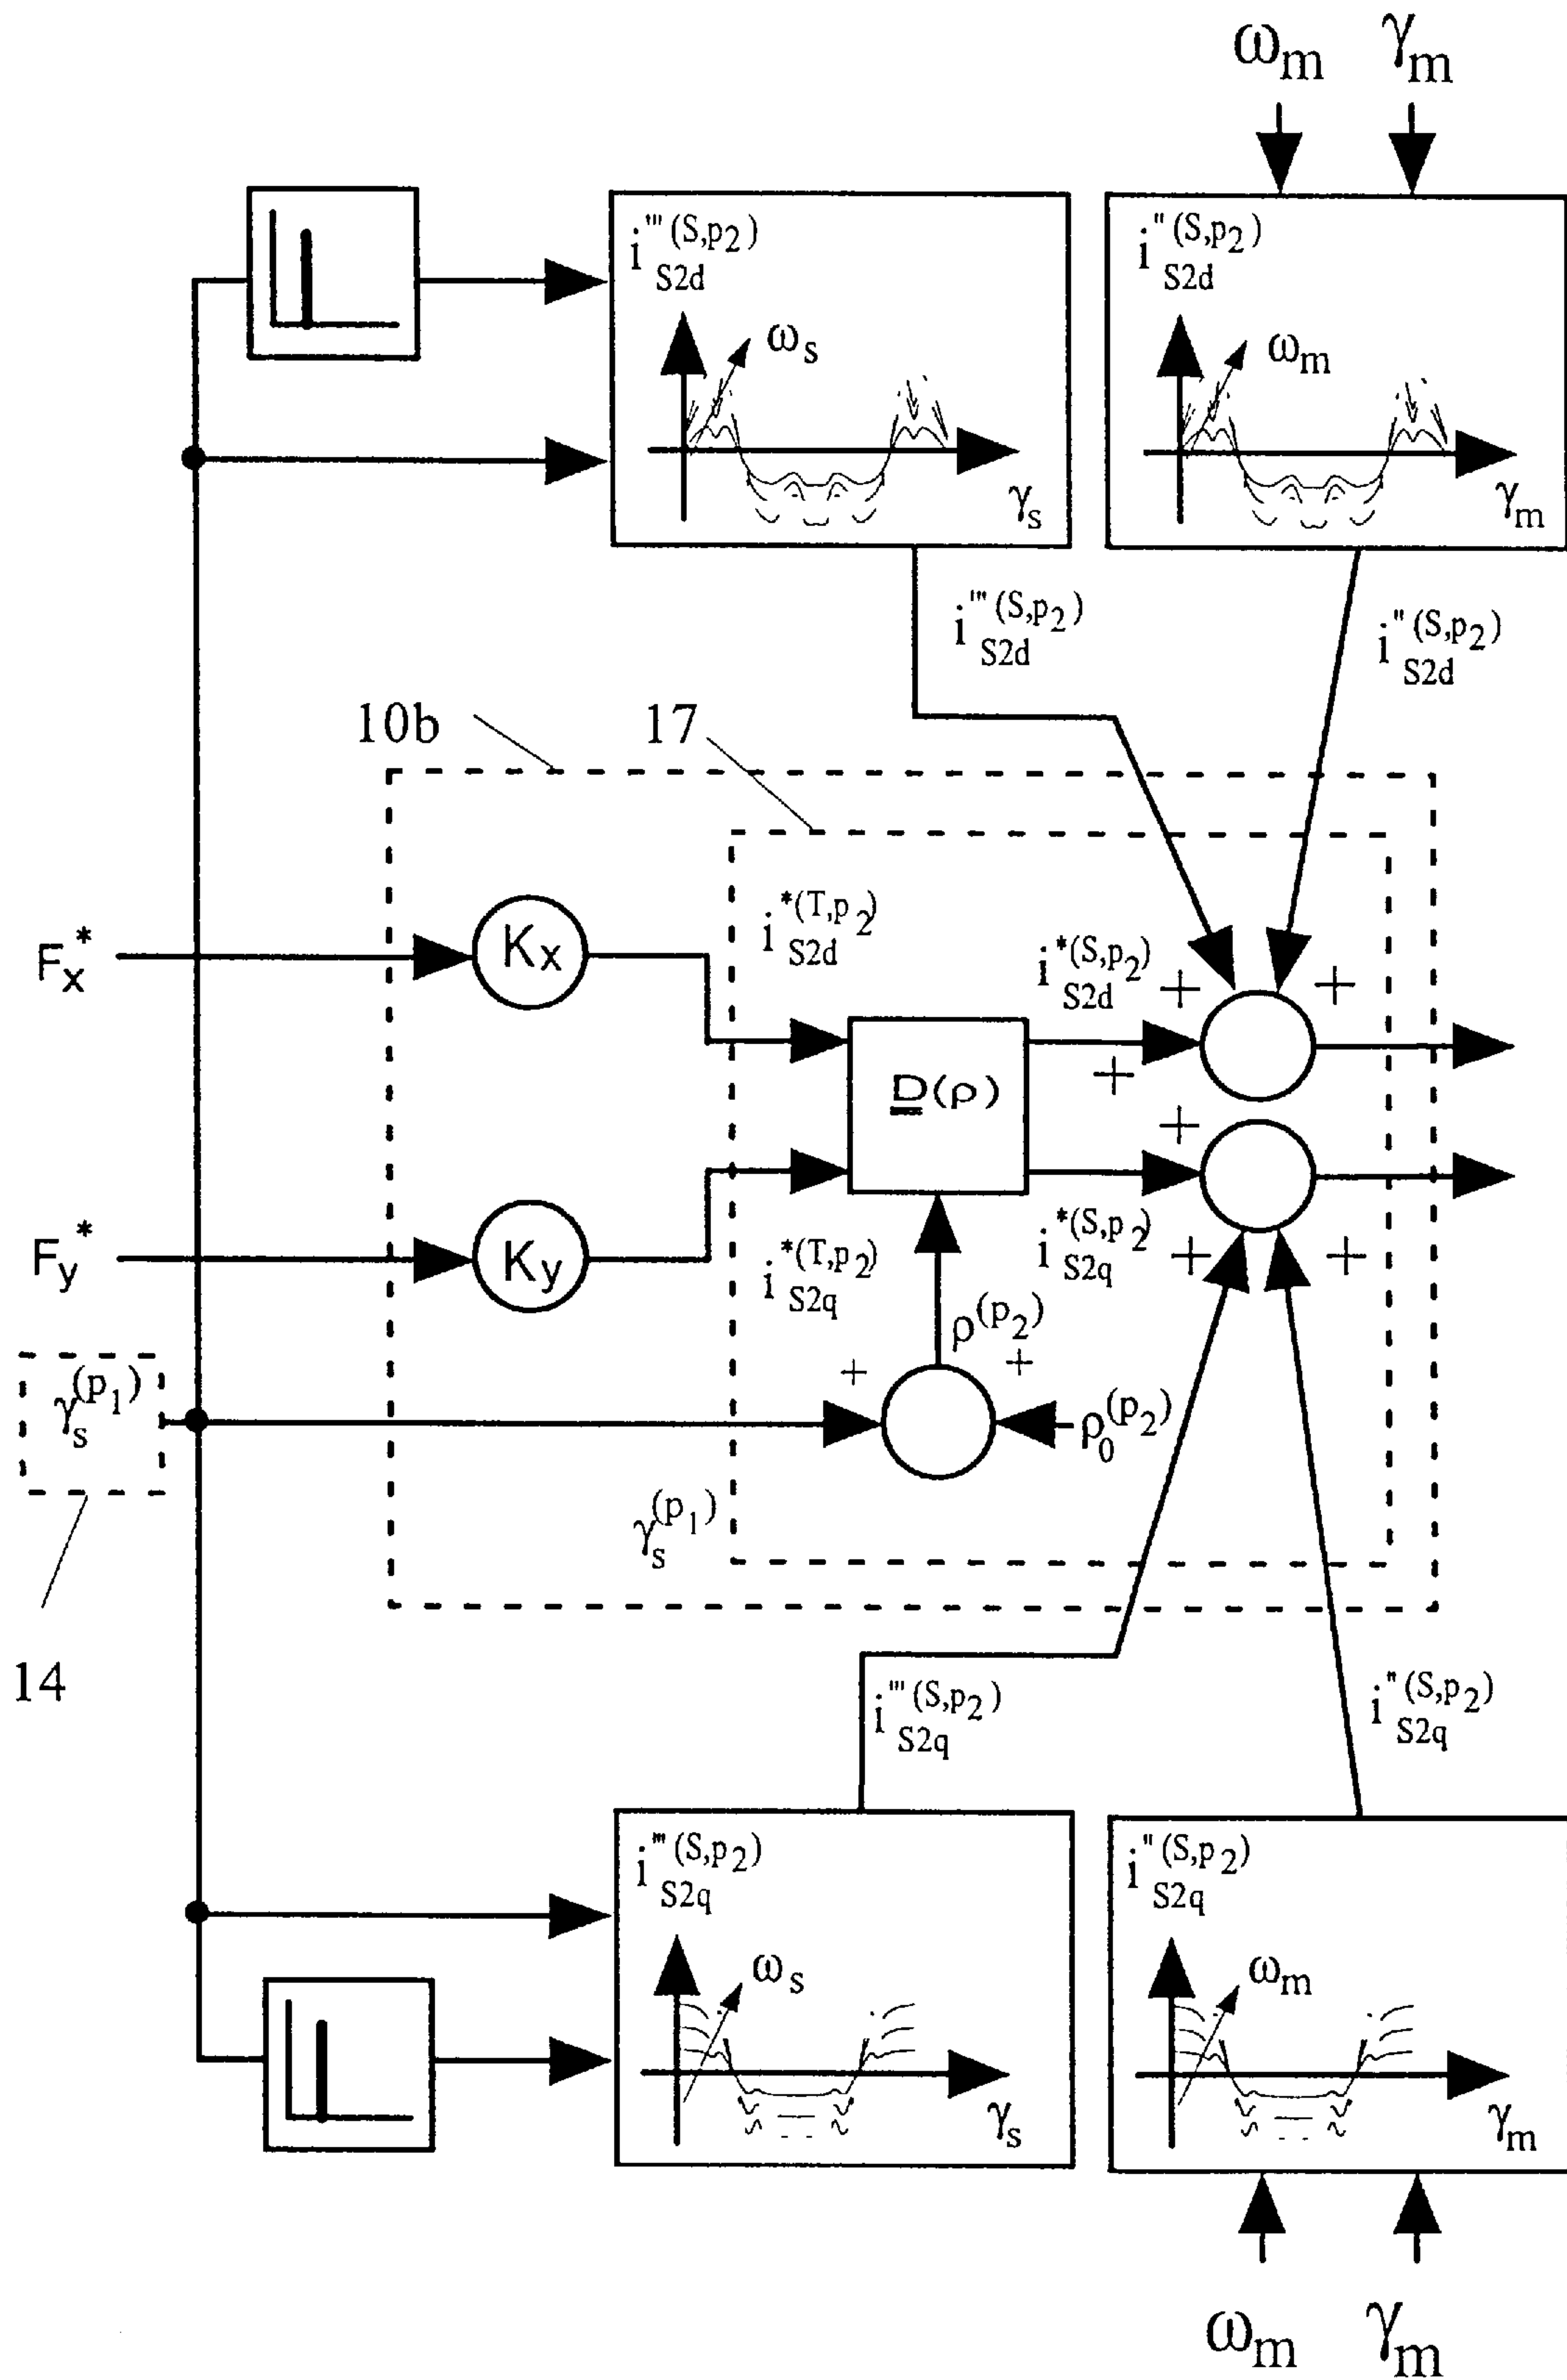 ωm γm
i'''(S,p2) S2d
ωs
γs
i''(S,p2) S2d
ωm
γm
i'''(S,p2) S2d
i''(S,p2) S2d
10b
17
Fx*
Kx
i*(T,p2) S2d
i*(S,p2) S2d
+ +
+
D(ρ)
+
Fy*
Ky
i*(T,p2) S2q
i*(S,p2) S2q
+ +
ρ(p2)
+ +
γs(p1)
ρ0(p2)
γs(p1)
14
i'''(S,p2) S2q
i''(S,p2) S2q
i'''(S,p2) S2q
ωs
γs
i''(S,p2) S2q
ωm
γm
ωm γm